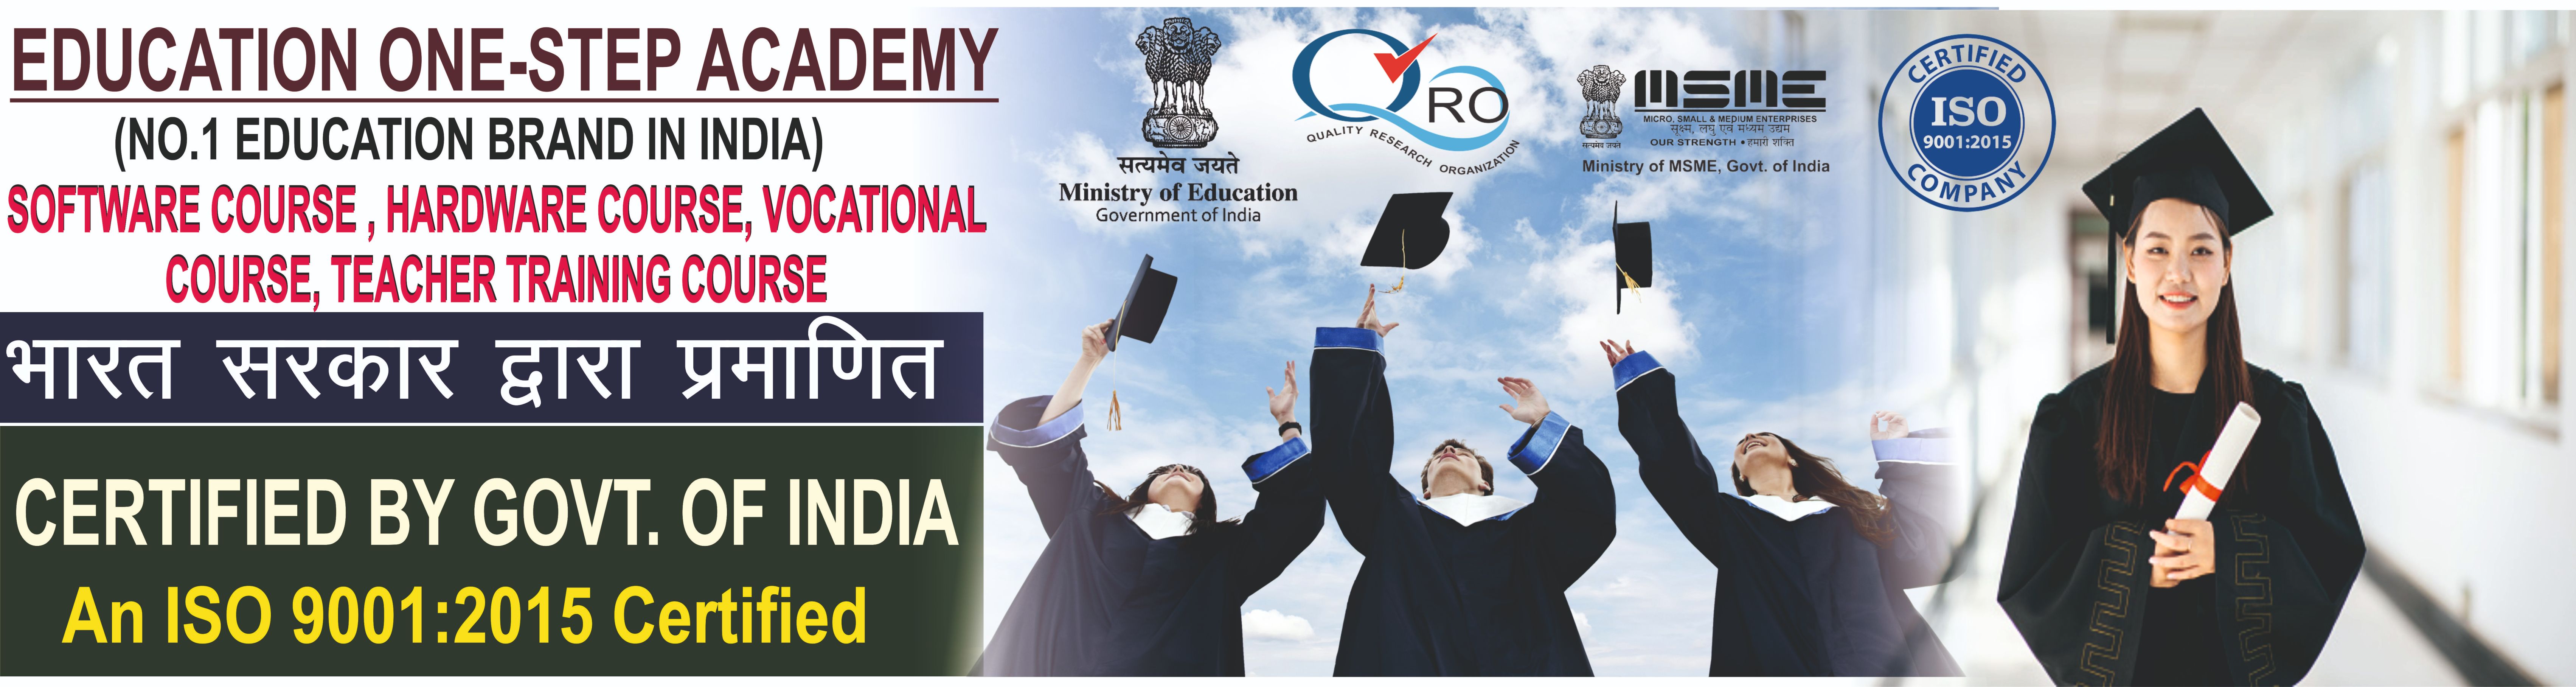 EDUCATION ONE-STEP ACADEMY
(NO.1 EDUCATION BRAND IN INDIA)
SOFTWARE COURSE , HARDWARE COURSE, VOCATIONAL
COURSE, TEACHER TRAINING COURSE
भारत सरकार द्वारा प्रमाणित
CERTIFIED BY GOVT. OF INDIA
An ISO 9001:2015 Certified
सत्यमेव जयते
Ministry of Education
Government of India
QRO
QUALITY RESEARCH ORGANIZATION
सत्यमेव जयते
MSME
MICRO, SMALL & MEDIUM ENTERPRISES
सूक्ष्म, लघु एवं मध्यम उद्यम
OUR STRENGTH • हमारी शक्ति
Ministry of MSME, Govt. of India
CERTIFIED
ISO
9001:2015
COMPANY